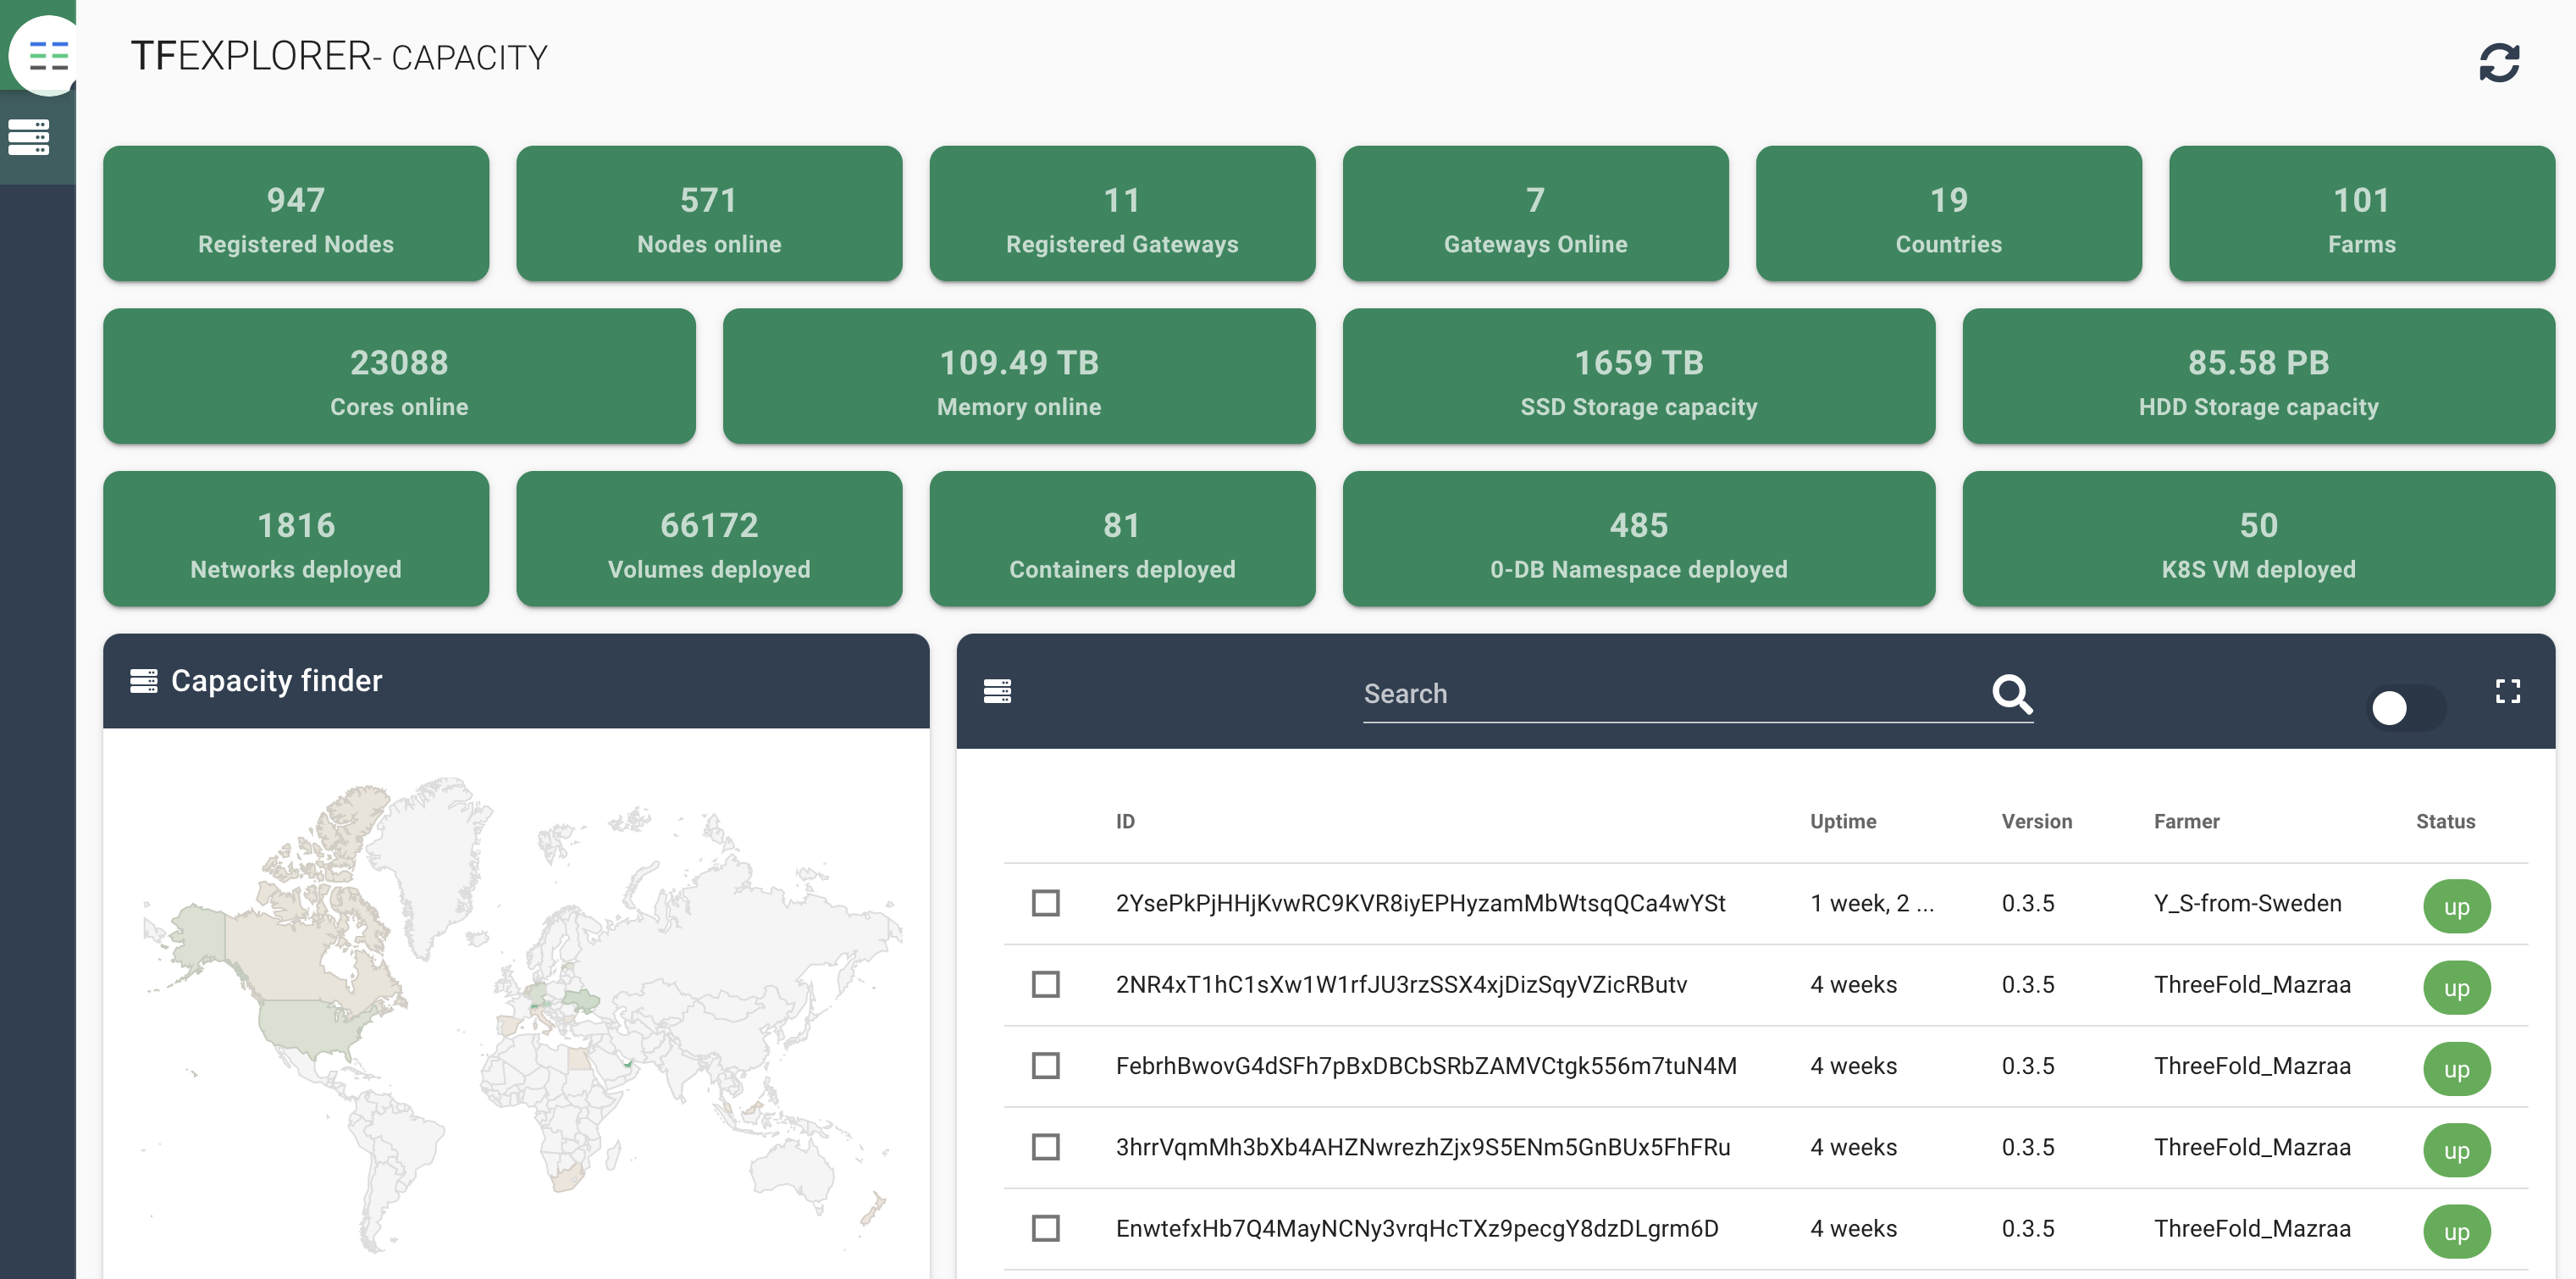 TFEXPLORER- CAPACITY
947
Registered Nodes
571
Nodes online
11
Registered Gateways
7
Gateways Online
19
Countries
101
Farms
23088
Cores online
109.49 TB
Memory online
1659 TB
SSD Storage capacity
85.58 PB
HDD Storage capacity
1816
Networks deployed
66172
Volumes deployed
81
Containers deployed
485
0-DB Namespace deployed
50
K8S VM deployed
Capacity finder
Search
ID Uptime Version Farmer Status
2YsePkPjHHjKvwRC9KVR8iyEPHyzamMbWtsqQCa4wYSt 1 week, 2 ... 0.3.5 Y_S-from-Sweden up
2NR4xT1hC1sXw1W1rfJU3rzSSX4xjDizSqyVZicRButv 4 weeks 0.3.5 ThreeFold_Mazraa up
FebrhBwovG4dSFh7pBxDBCbSRbZAMVCtgk556m7tuN4M 4 weeks 0.3.5 ThreeFold_Mazraa up
3hrrVqmMh3bXb4AHZNwrezhZjx9S5ENm5GnBUx5FhFRu 4 weeks 0.3.5 ThreeFold_Mazraa up
EnwtefxHb7Q4MayNCNy3vrqHcTXz9pecgY8dzDLgrm6D 4 weeks 0.3.5 ThreeFold_Mazraa up